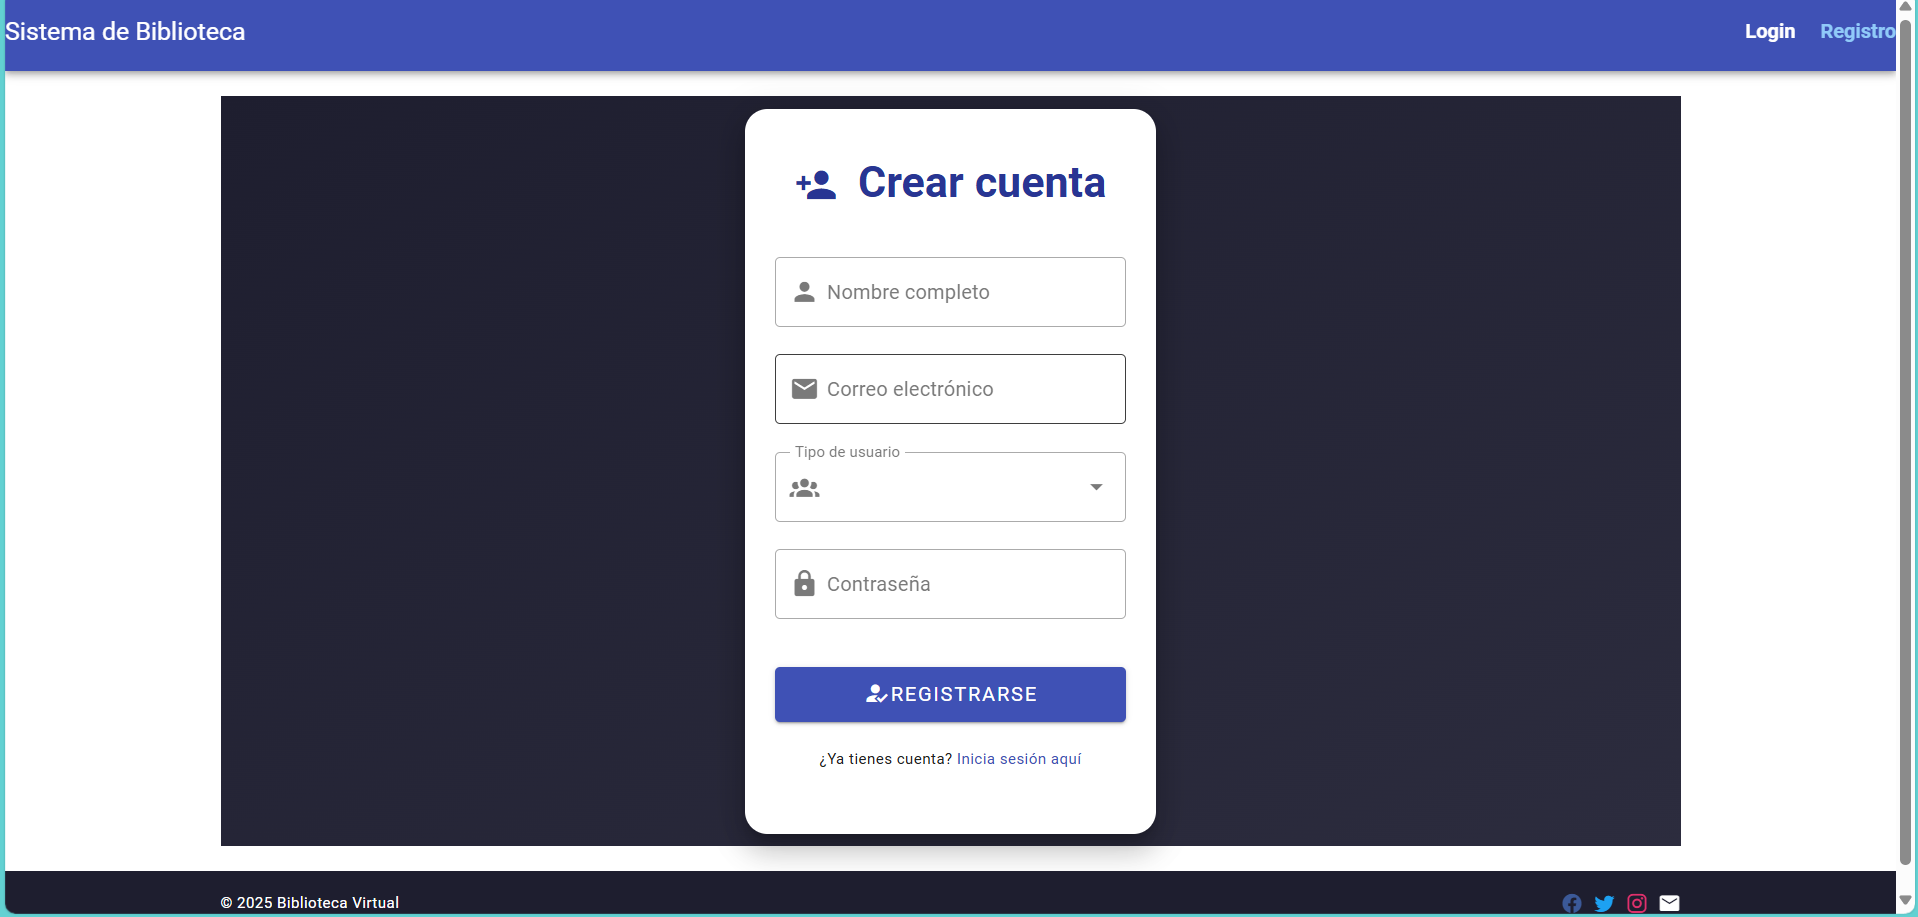 Sistema de Biblioteca
Login Registro
Crear cuenta
Nombre completo
Correo electrónico
Tipo de usuario
Contraseña
REGISTRARSE
¿Ya tienes cuenta? Inicia sesión aquí
© 2025 Biblioteca Virtual